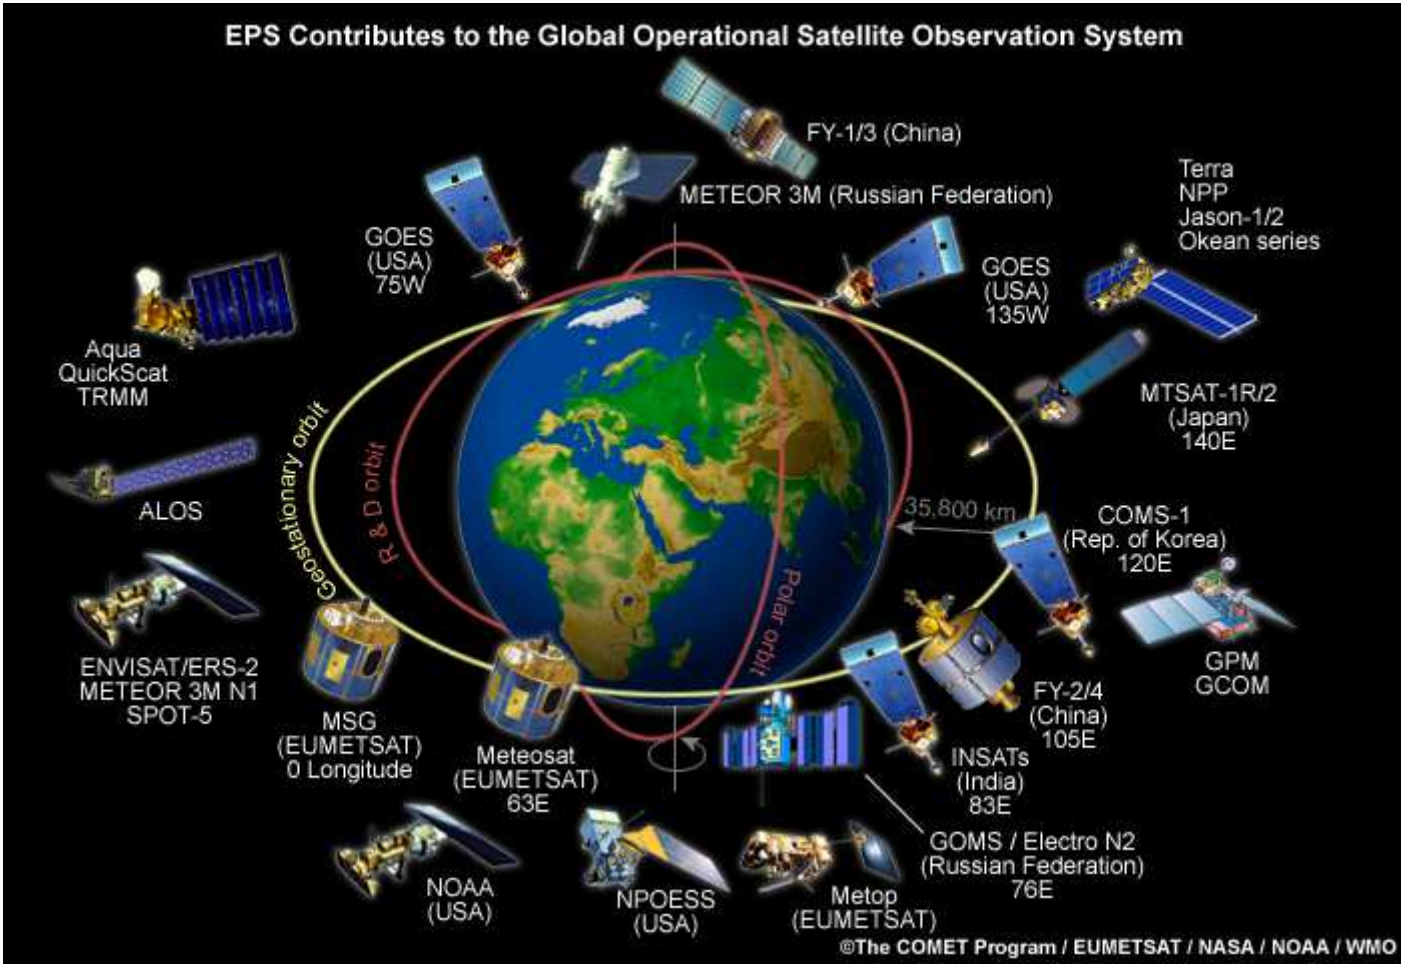 EPS Contributes to the Global Operational Satellite Observation System
FY-1/3 (China)
METEOR 3M (Russian Federation)
Terra
NPP
Jason-1/2
Okean series
GOES
(USA)
75W
GOES
(USA)
135W
Aqua
QuickScat
TRMM
MTSAT-1R/2
(Japan)
140E
Geostationary orbit
R & D orbit
Polar orbit
35,800 km
ALOS
COMS-1
(Rep. of Korea)
120E
ENVISAT/ERS-2
METEOR 3M N1
SPOT-5
GPM
GCOM
MSG
(EUMETSAT)
0 Longitude
Meteosat
(EUMETSAT)
63E
FY-2/4
(China)
105E
INSATs
(India)
83E
GOMS / Electro N2
(Russian Federation)
76E
NOAA
(USA)
NPOESS
(USA)
Metop
(EUMETSAT)
©The COMET Program / EUMETSAT / NASA / NOAA / WMO